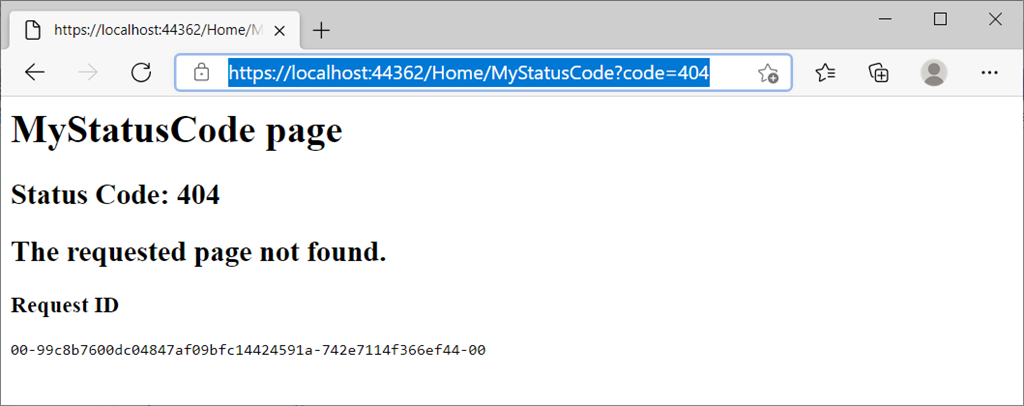 https://localhost:44362/Home/M
https://localhost:44362/Home/MyStatusCode?code=404
MyStatusCode page
Status Code: 404
The requested page not found.
Request ID
00-99c8b7600dc04847af09bfc14424591a-742e7114f366ef44-00